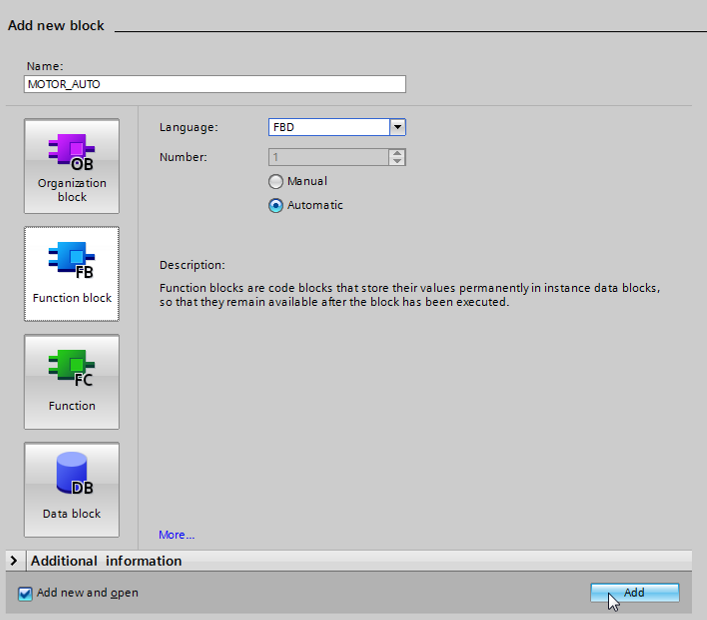 Add new block
Name:
MOTOR_AUTO
OB
Organization
block
FB
Function block
FC
Function
DB
Data block
Language:
FBD
Number:
1
Manual
Automatic
Description:
Function blocks are code blocks that store their values permanently in instance data blocks,
so that they remain available after the block has been executed.
More...
Additional information
Add new and open
Add